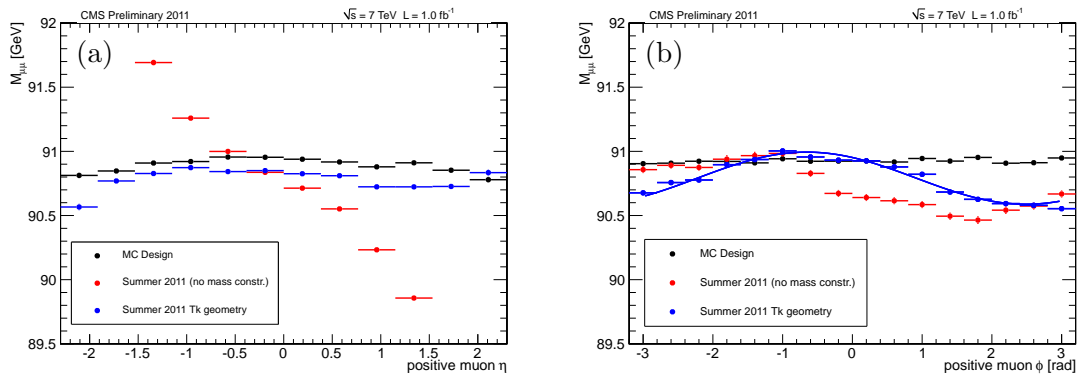 CMS Preliminary 2011 √s = 7 TeV L = 1.0 fb⁻¹
(a)
M_μμ [GeV]
92
91.5
91
90.5
90
89.5
MC Design
Summer 2011 (no mass constr.)
Summer 2011 Tk geometry
-2 -1.5 -1 -0.5 0 0.5 1 1.5 2
positive muon η
CMS Preliminary 2011 √s = 7 TeV L = 1.0 fb⁻¹
(b)
M_μμ [GeV]
92
91.5
91
90.5
90
89.5
MC Design
Summer 2011 (no mass constr.)
Summer 2011 Tk geometry
-3 -2 -1 0 1 2 3
positive muon ϕ [rad]